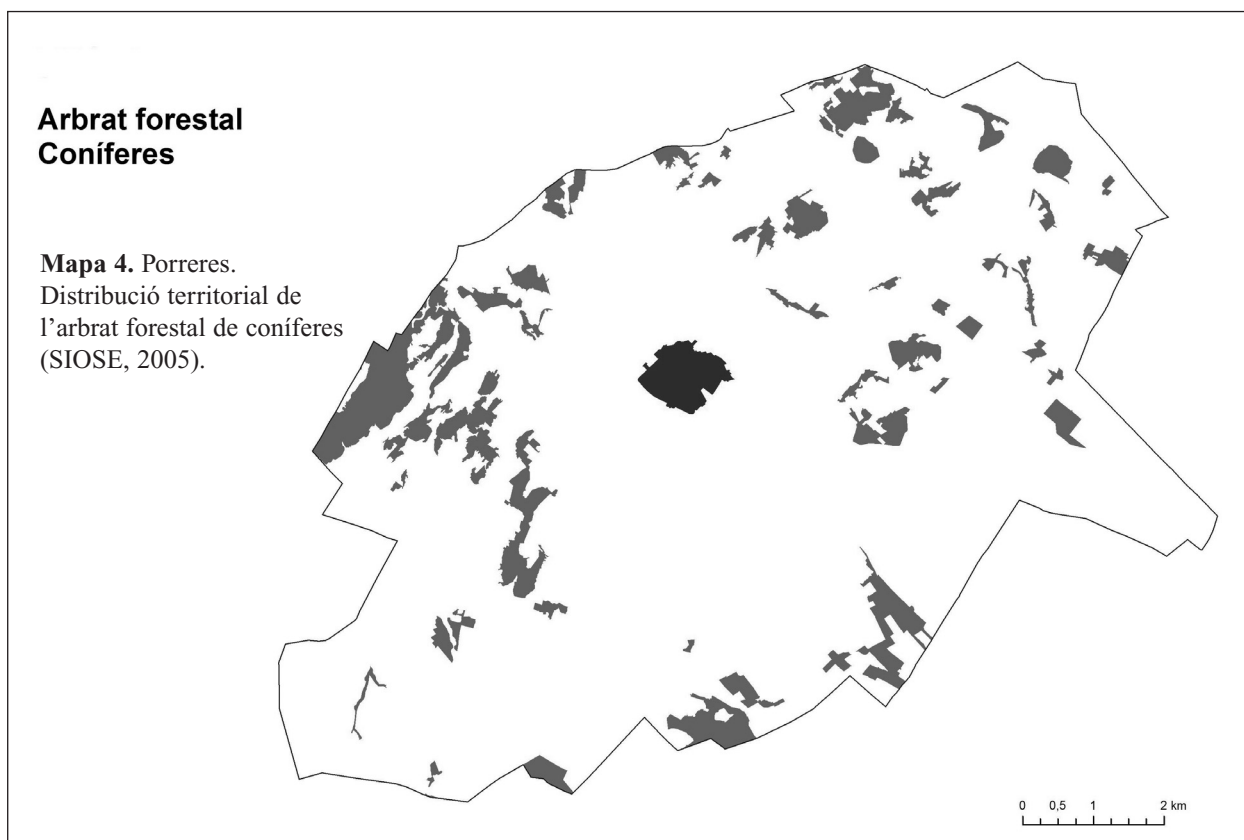 Arbrat forestal
Coníferes
Mapa 4. Porreres.
Distribució territorial de
l’arbrat forestal de coníferes
(SIOSE, 2005).
0 0,5 1 2 km